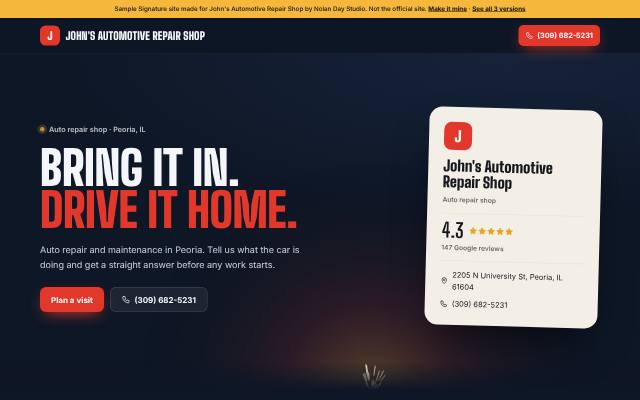 Sample Signature site made for John's Automotive Repair Shop by Nolan Day Studio. Not the official site. Make it mine · See all 3 versions
J JOHN'S AUTOMOTIVE REPAIR SHOP
(309) 682-5231
Auto repair shop · Peoria, IL
BRING IT IN.
DRIVE IT HOME.
Auto repair and maintenance in Peoria. Tell us what the car is
doing and get a straight answer before any work starts.
Plan a visit
(309) 682-5231
J
John's Automotive
Repair Shop
Auto repair shop
4.3
147 Google reviews
2205 N University St, Peoria, IL
61604
(309) 682-5231